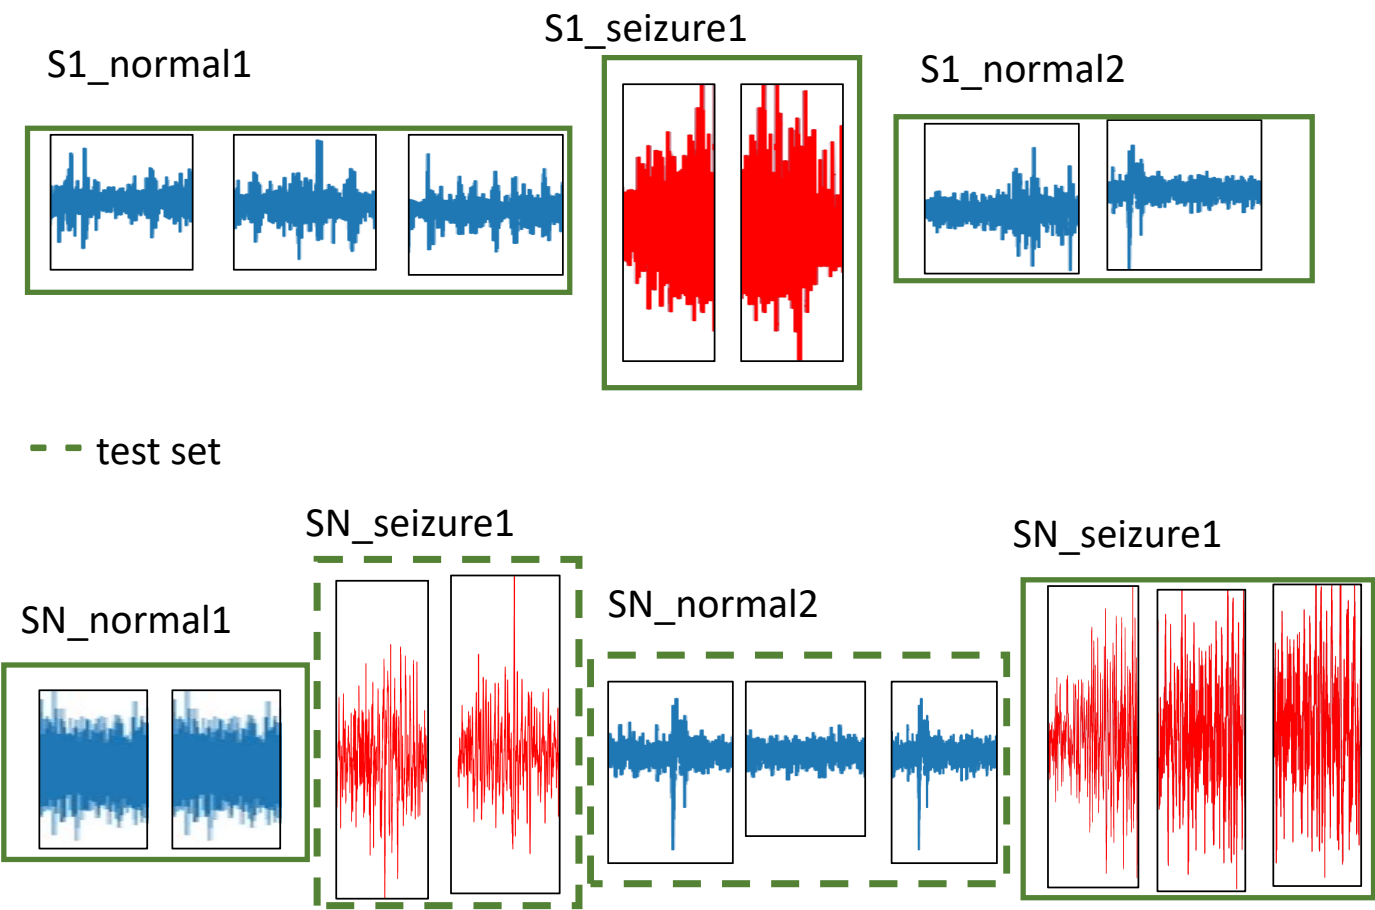 S1_normal1
S1_seizure1
S1_normal2
test set
SN_normal1
SN_seizure1
SN_normal2
SN_seizure1